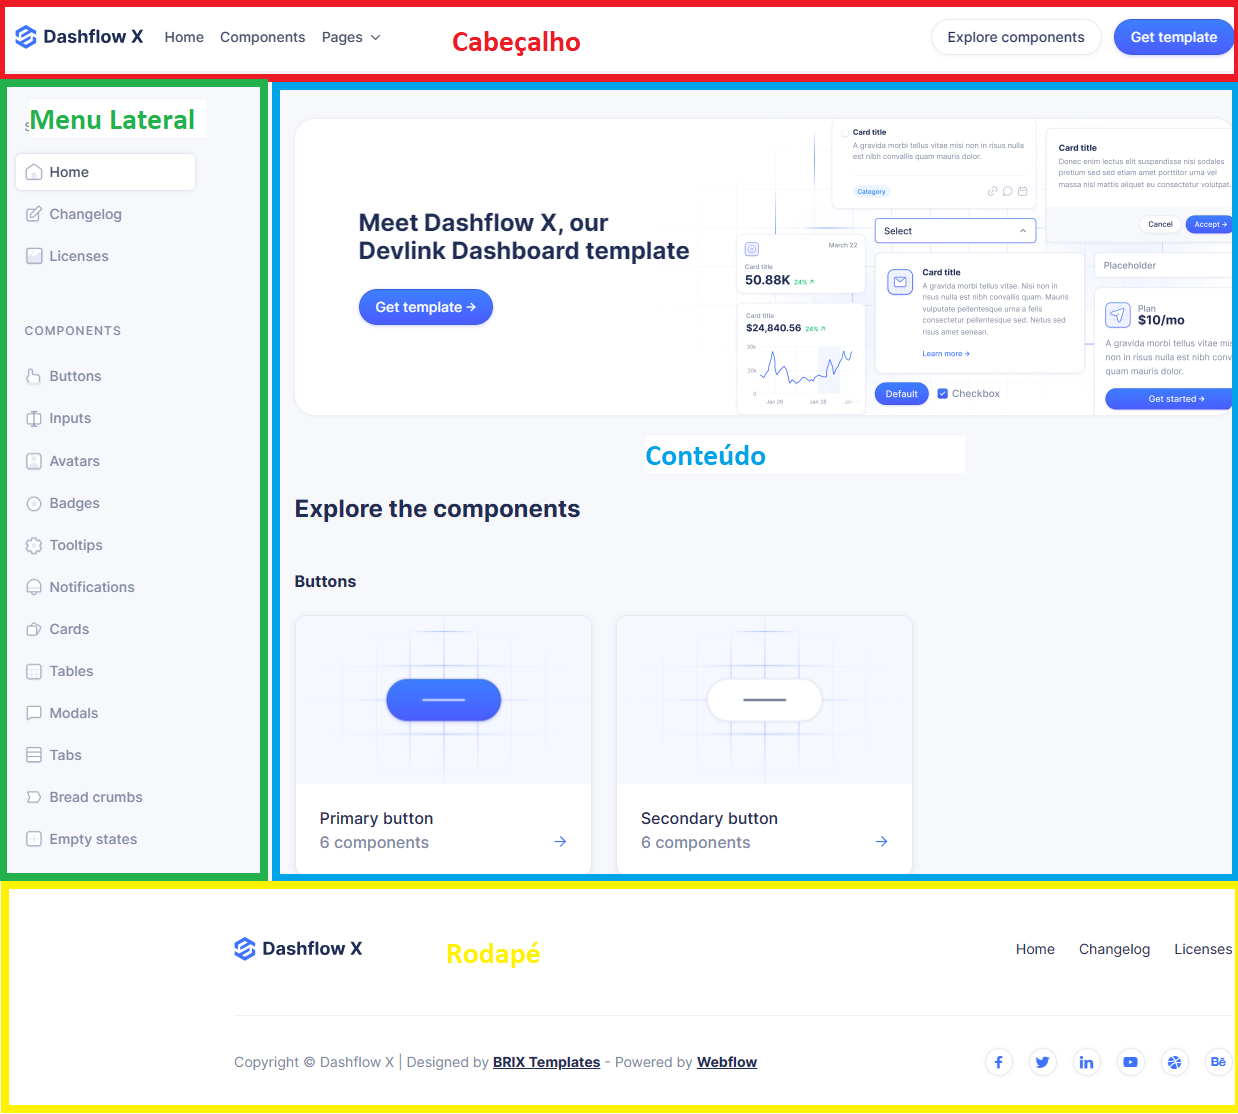 Dashflow X Home Components Pages Cabeçalho Explore components Get template
Menu Lateral
Home
Changelog
Licenses
COMPONENTS
Buttons
Inputs
Avatars
Badges
Tooltips
Notifications
Cards
Tables
Modals
Tabs
Bread crumbs
Empty states
Meet Dashflow X, our
Devlink Dashboard template
Get template →
Card title
A gravida morbi tellus vitae misi non in risus nulla
est nibh convallis quam mauris dolor.
Category
Card title
Donec enim lectus elit suspendisse nisi sodales
pretium sed sed etiam amet porttitor urna vel
massa nisl mattis aliquet eu consectetur volutpat.
Cancel Accept →
Select
March 22
Card title
50.88K 24% ↗
Card title
$24,840.56 24% ↗
30k
20k
0
Jan 26 Jan 28 Jan
Card title
A gravida morbi tellus vitae. Nisi non in
risus nulla est nibh convallis quam. Mauris
vulputate pellentesque urna a felis
consectetur pellentesque sed. Netus sed
risus amet aenean.
Learn more →
Default Checkbox
Placeholder
Plan
$10/mo
A gravida morbi tellus vitae mis
non in risus nulla est nibh conv
quam mauris dolor.
Get started →
Conteúdo
Explore the components
Buttons
Primary button
6 components
Secondary button
6 components
Dashflow X Rodapé Home Changelog Licenses
Copyright © Dashflow X | Designed by BRIX Templates - Powered by Webflow
Bē